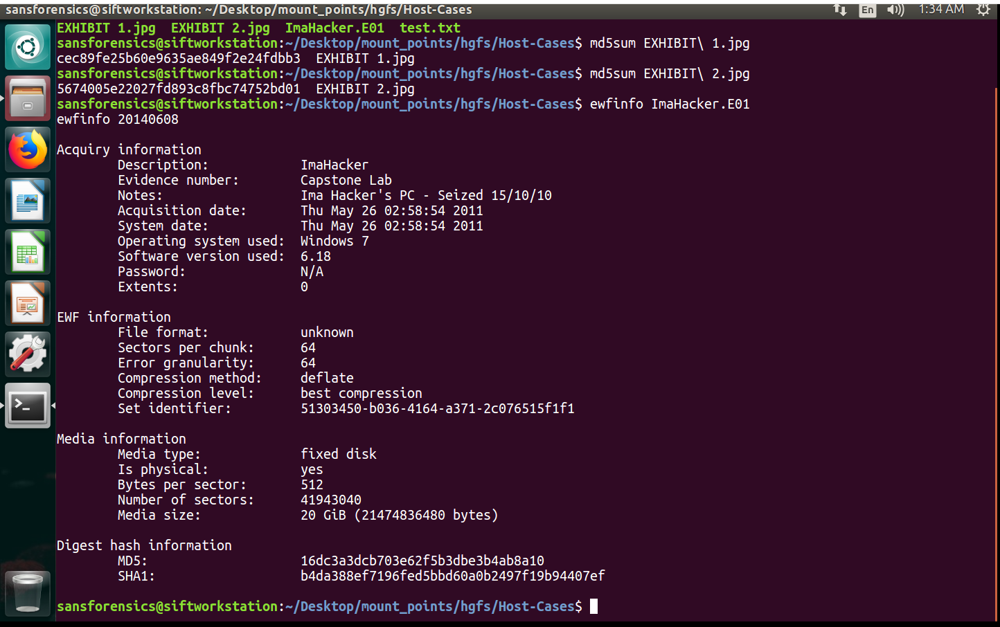 sansforensics@siftworkstation: ~/Desktop/mount_points/hgfs/Host-Cases En 1:34 AM
EXHIBIT 1.jpg  EXHIBIT 2.jpg  ImaHacker.E01  test.txt
sansforensics@siftworkstation:~/Desktop/mount_points/hgfs/Host-Cases$ md5sum EXHIBIT\ 1.jpg
cec89fe25b60e9635ae849f2e24fdbb3  EXHIBIT 1.jpg
sansforensics@siftworkstation:~/Desktop/mount_points/hgfs/Host-Cases$ md5sum EXHIBIT\ 2.jpg
5674005e22027fd893c8fbc74752bd01  EXHIBIT 2.jpg
sansforensics@siftworkstation:~/Desktop/mount_points/hgfs/Host-Cases$ ewfinfo ImaHacker.E01
ewfinfo 20140608
Acquiry information
Description: ImaHacker
Evidence number: Capstone Lab
Notes: Ima Hacker's PC - Seized 15/10/10
Acquisition date: Thu May 26 02:58:54 2011
System date: Thu May 26 02:58:54 2011
Operating system used: Windows 7
Software version used: 6.18
Password: N/A
Extents: 0
EWF information
File format: unknown
Sectors per chunk: 64
Error granularity: 64
Compression method: deflate
Compression level: best compression
Set identifier: 51303450-b036-4164-a371-2c076515f1f1
Media information
Media type: fixed disk
Is physical: yes
Bytes per sector: 512
Number of sectors: 41943040
Media size: 20 GiB (21474836480 bytes)
Digest hash information
MD5: 16dc3a3dcb703e62f5b3dbe3b4ab8a10
SHA1: b4da388ef7196fed5bbd60a0b2497f19b94407ef
sansforensics@siftworkstation:~/Desktop/mount_points/hgfs/Host-Cases$